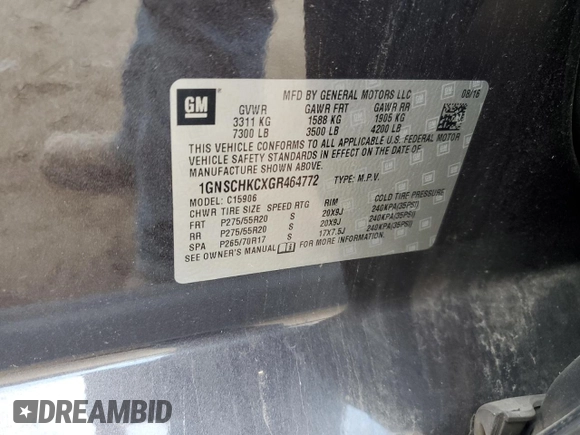 GM
MFD BY GENERAL MOTORS LLC 08/16
GVWR GAWR FRT GAWR RR
3311 KG 1588 KG 1905 KG
7300 LB 3500 LB 4200 LB
THIS VEHICLE CONFORMS TO ALL APPLICABLE U.S. FEDERAL MOTOR
VEHICLE SAFETY STANDARDS IN EFFECT ON THE DATE OF
MANUFACTURE SHOWN ABOVE.
1GNSCHKCXGR464772 TYPE: M.P.V.
MODEL: C15906
CHWR TIRE SIZE SPEED RTG RIM COLD TIRE PRESSURE
FRT P275/55R20 S 20X9J 240KPA(35PSI)
RR P275/55R20 S 20X9J 240KPA(35PSI)
SPA P265/70R17 S 17X7.5J 240KPA(35PSI)
SEE OWNER'S MANUAL FOR MORE INFORMATION.
DREAMBID